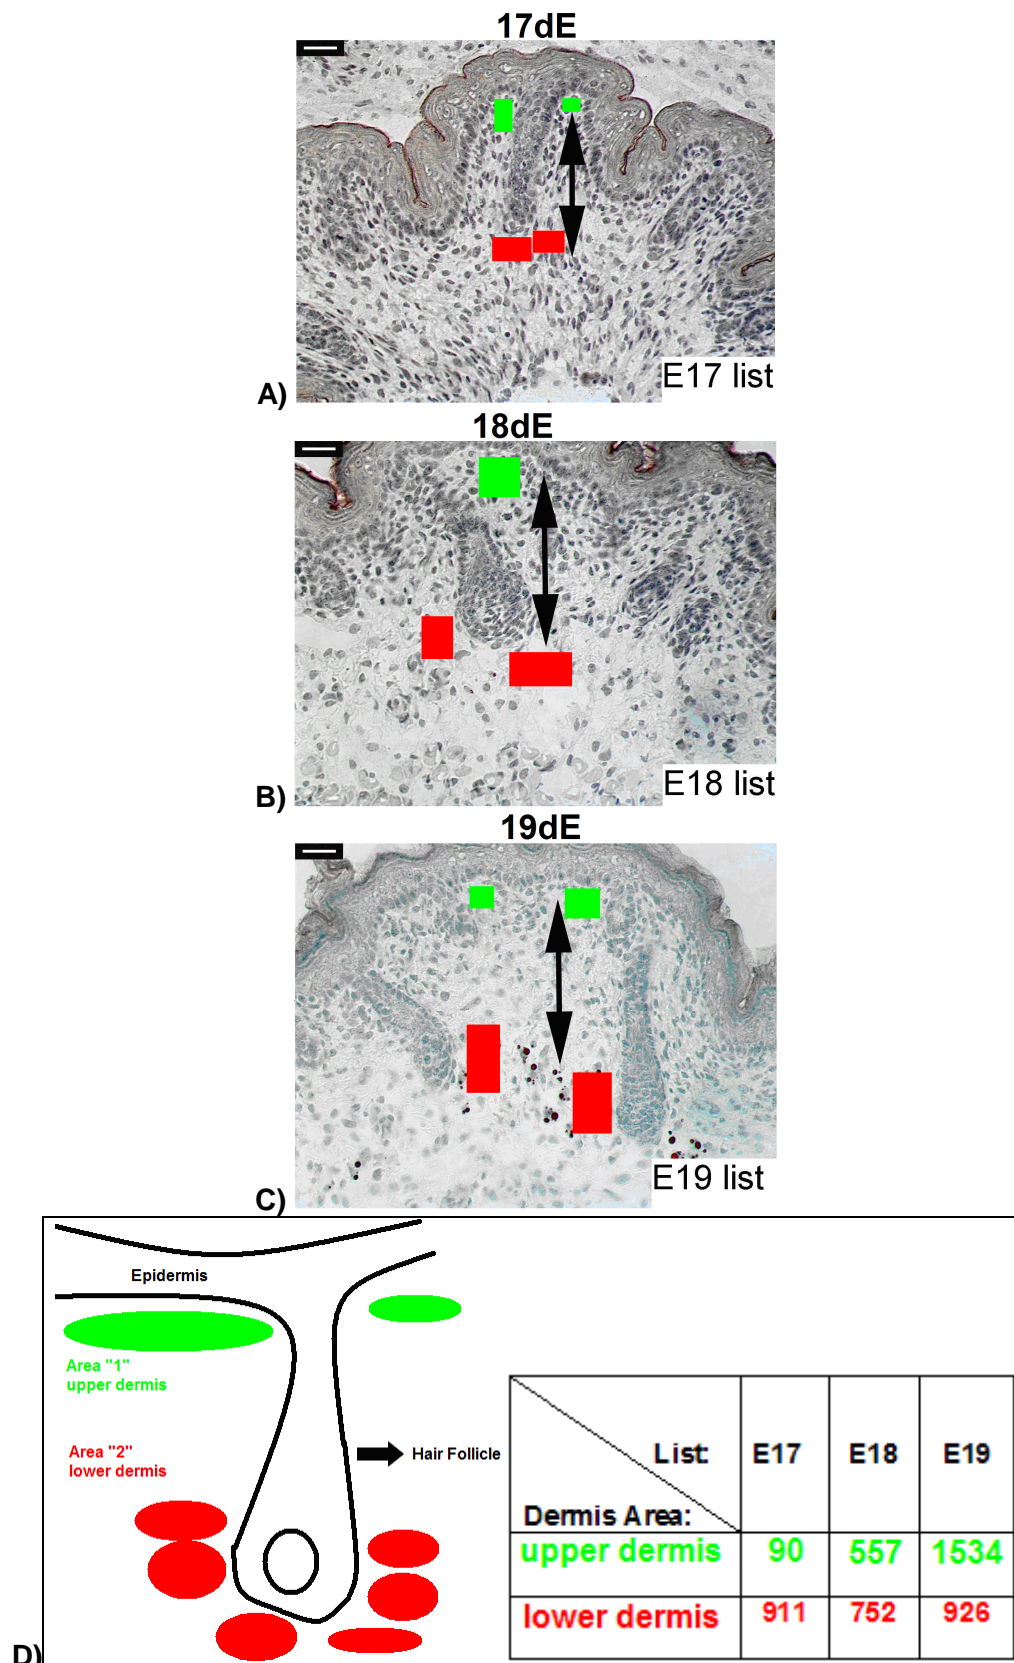 17dE
E17 list
A)
18dE
E18 list
B)
19dE
E19 list
C)
Epidermis
Area "1"
upper dermis
Area "2"
lower dermis
Hair Follicle
List: E17 E18 E19
Dermis Area:
upper dermis 90 557 1534
lower dermis 911 752 926
D)